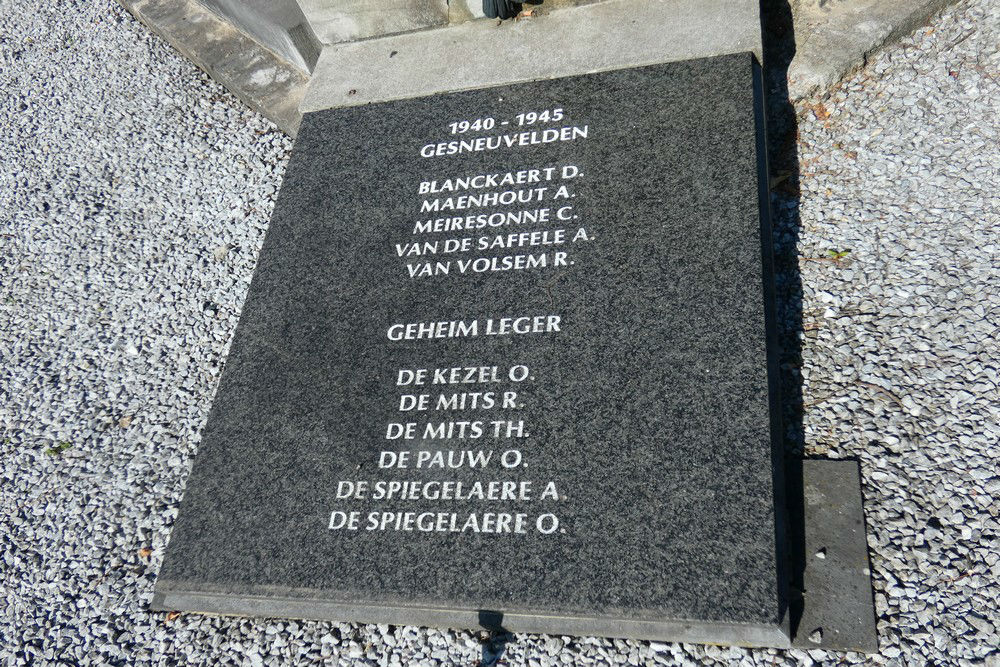 1940 - 1945
GESNEUVELDEN
BLANCKAERT D.
MAENHOUT A.
MEIRESONNE C.
VAN DE SAFFELE A.
VAN VOLSEM R.
GEHEIM LEGER
DE KEZEL O.
DE MITS R.
DE MITS TH.
DE PAUW O.
DE SPIEGELAERE A.
DE SPIEGELAERE O.